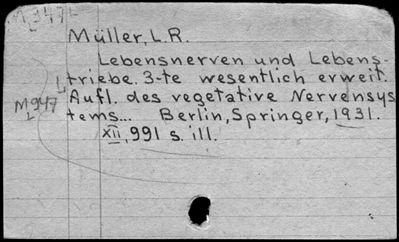 Müller, L.R.
Lebensnerven und Lebens-
triebe. 3-te wesentlich erweit.
Aufl. des vegetative Nervensys
M947
L
tems... Berlin, Springer, 1931.
XII, 991 s. ill.